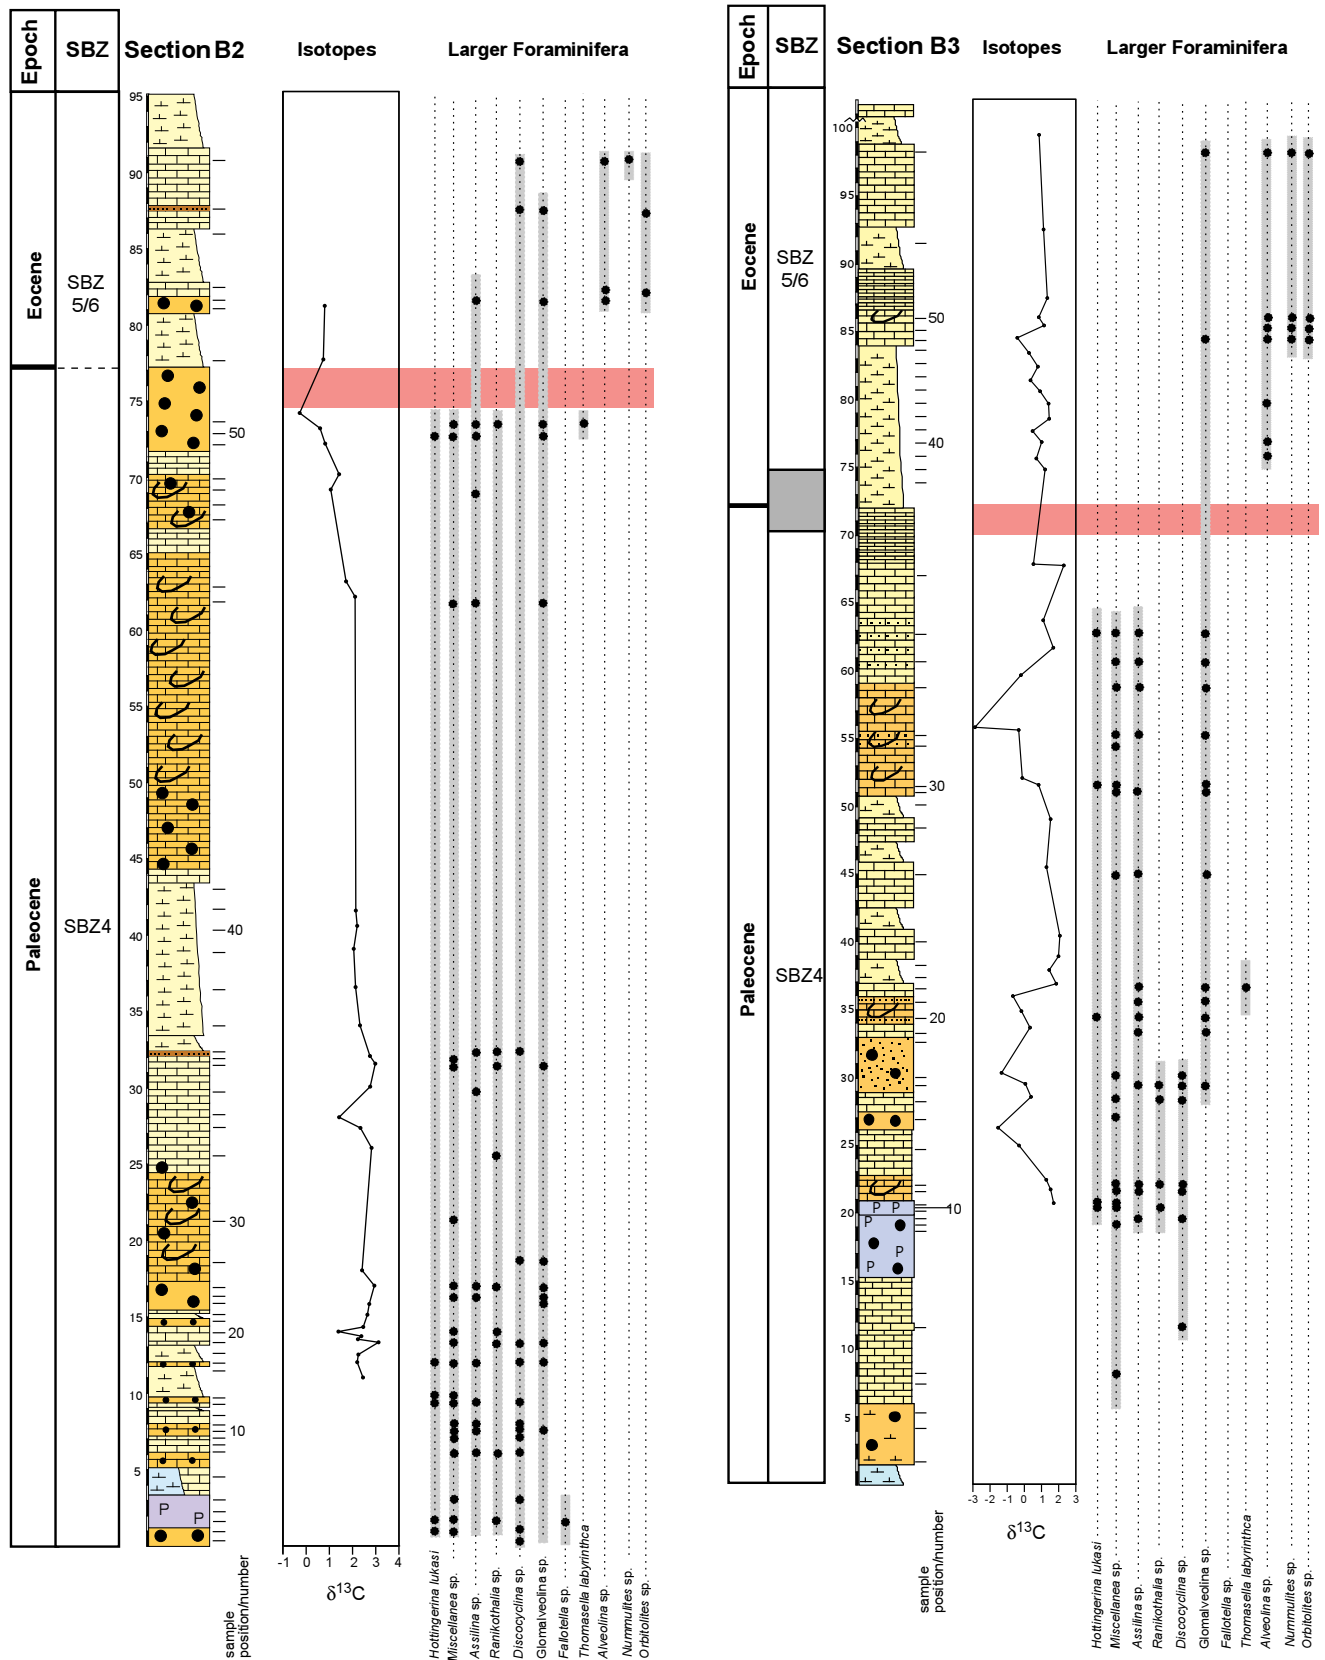 Epoch
SBZ
Section B2
Isotopes
Larger Foraminifera
Eocene
Paleocene
SBZ
5/6
SBZ4
95
90
85
80
75
70
65
60
55
50
45
40
35
30
25
20
15
10
5
50
40
30
20
10
P
P
-1 0 1 2 3 4
δ13C
sample
position/number
Hottingerina lukasi
Miscellanea sp.
Assilina sp.
Ranikothalia sp.
Discocyclina sp.
Glomalveolina sp.
Fallotella sp.
Thomasella labyrinthca
Alveolina sp.
Nummulites sp.
Orbitolites sp.
Epoch
SBZ
Section B3
Isotopes
Larger Foraminifera
Eocene
Paleocene
SBZ
5/6
SBZ4
100
95
90
85
80
75
70
65
60
55
50
45
40
35
30
25
20
15
10
5
50
40
30
20
10
P P
P
P
P
-3 -2 -1 0 1 2 3
δ13C
sample
position/number
Hottingerina lukasi
Miscellanea sp.
Assilina sp.
Ranikothalia sp.
Discocyclina sp.
Glomalveolina sp.
Fallotella sp.
Thomasella labyrinthca
Alveolina sp.
Nummulites sp.
Orbitolites sp.